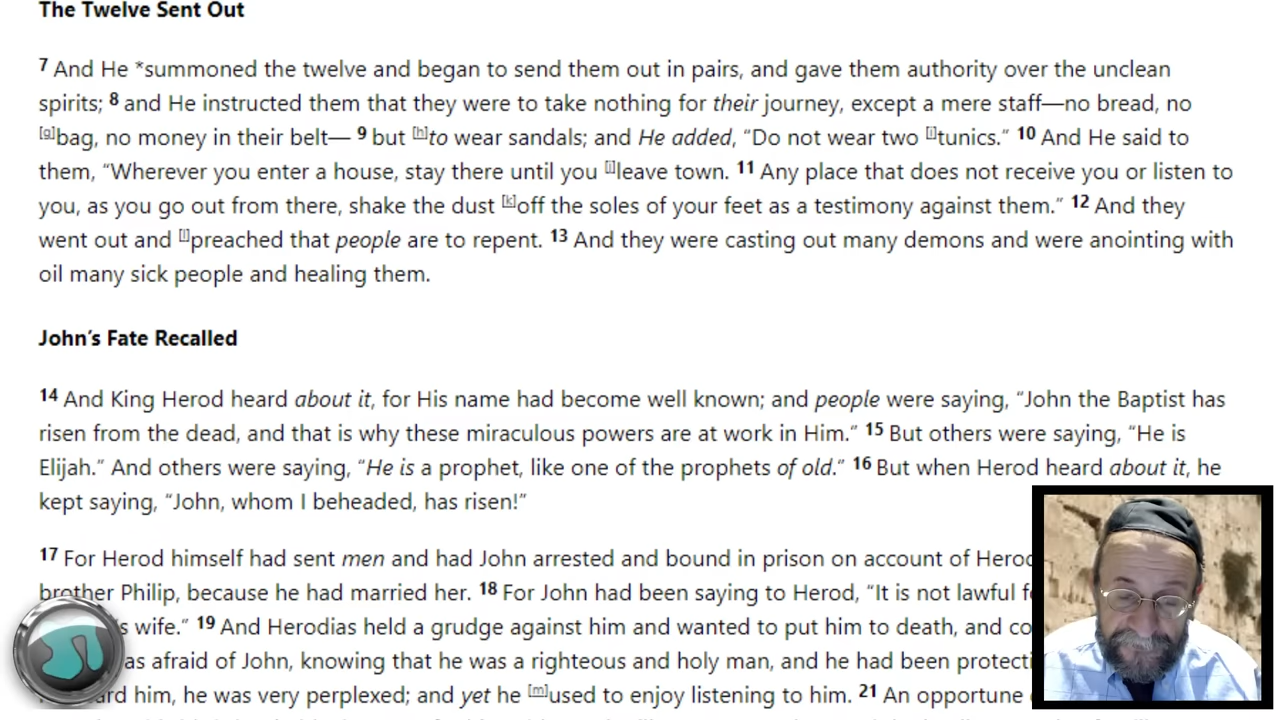 The Twelve Sent Out
7 And He *summoned the twelve and began to send them out in pairs, and gave them authority over the unclean
spirits; 8 and He instructed them that they were to take nothing for their journey, except a mere staff—no bread, no
[g]bag, no money in their belt— 9 but [h]to wear sandals; and He added, “Do not wear two [i]tunics.” 10 And He said to
them, “Wherever you enter a house, stay there until you [j]leave town. 11 Any place that does not receive you or listen to
you, as you go out from there, shake the dust [k]off the soles of your feet as a testimony against them.” 12 And they
went out and [l]preached that people are to repent. 13 And they were casting out many demons and were anointing with
oil many sick people and healing them.
John’s Fate Recalled
14 And King Herod heard about it, for His name had become well known; and people were saying, “John the Baptist has
risen from the dead, and that is why these miraculous powers are at work in Him.” 15 But others were saying, “He is
Elijah.” And others were saying, “He is a prophet, like one of the prophets of old.” 16 But when Herod heard about it, he
kept saying, “John, whom I beheaded, has risen!”
17 For Herod himself had sent men and had John arrested and bound in prison on account of
brother Philip, because he had married her. 18 For John had been saying to Herod, “It is not lawful
wife.” 19 And Herodias held a grudge against him and wanted to put him to death, and
afraid of John, knowing that he was a righteous and holy man, and he had been
him, he was very perplexed; and yet he [m]used to enjoy listening to him. 21 An opportune